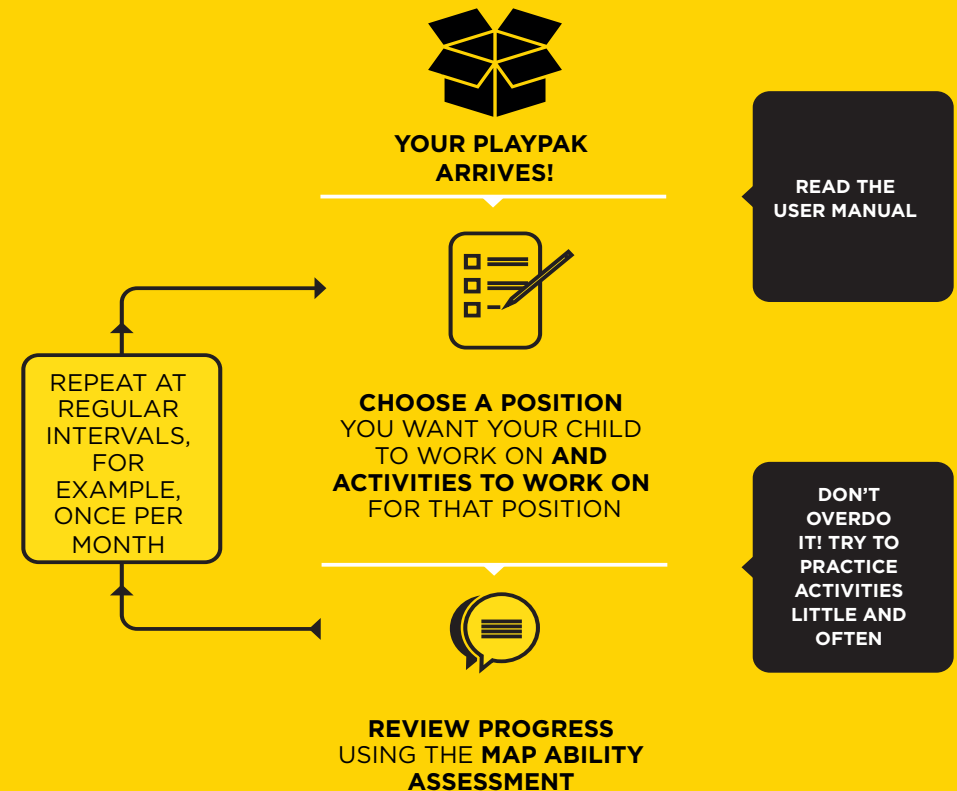 YOUR PLAYPAK
ARRIVES!
READ THE
USER MANUAL
CHOOSE A POSITION
YOU WANT YOUR CHILD
TO WORK ON AND
ACTIVITIES TO WORK ON
FOR THAT POSITION
REPEAT AT
REGULAR
INTERVALS,
FOR
EXAMPLE,
ONCE PER
MONTH
DON'T
OVERDO
IT! TRY TO
PRACTICE
ACTIVITIES
LITTLE AND
OFTEN
REVIEW PROGRESS
USING THE MAP ABILITY
ASSESSMENT